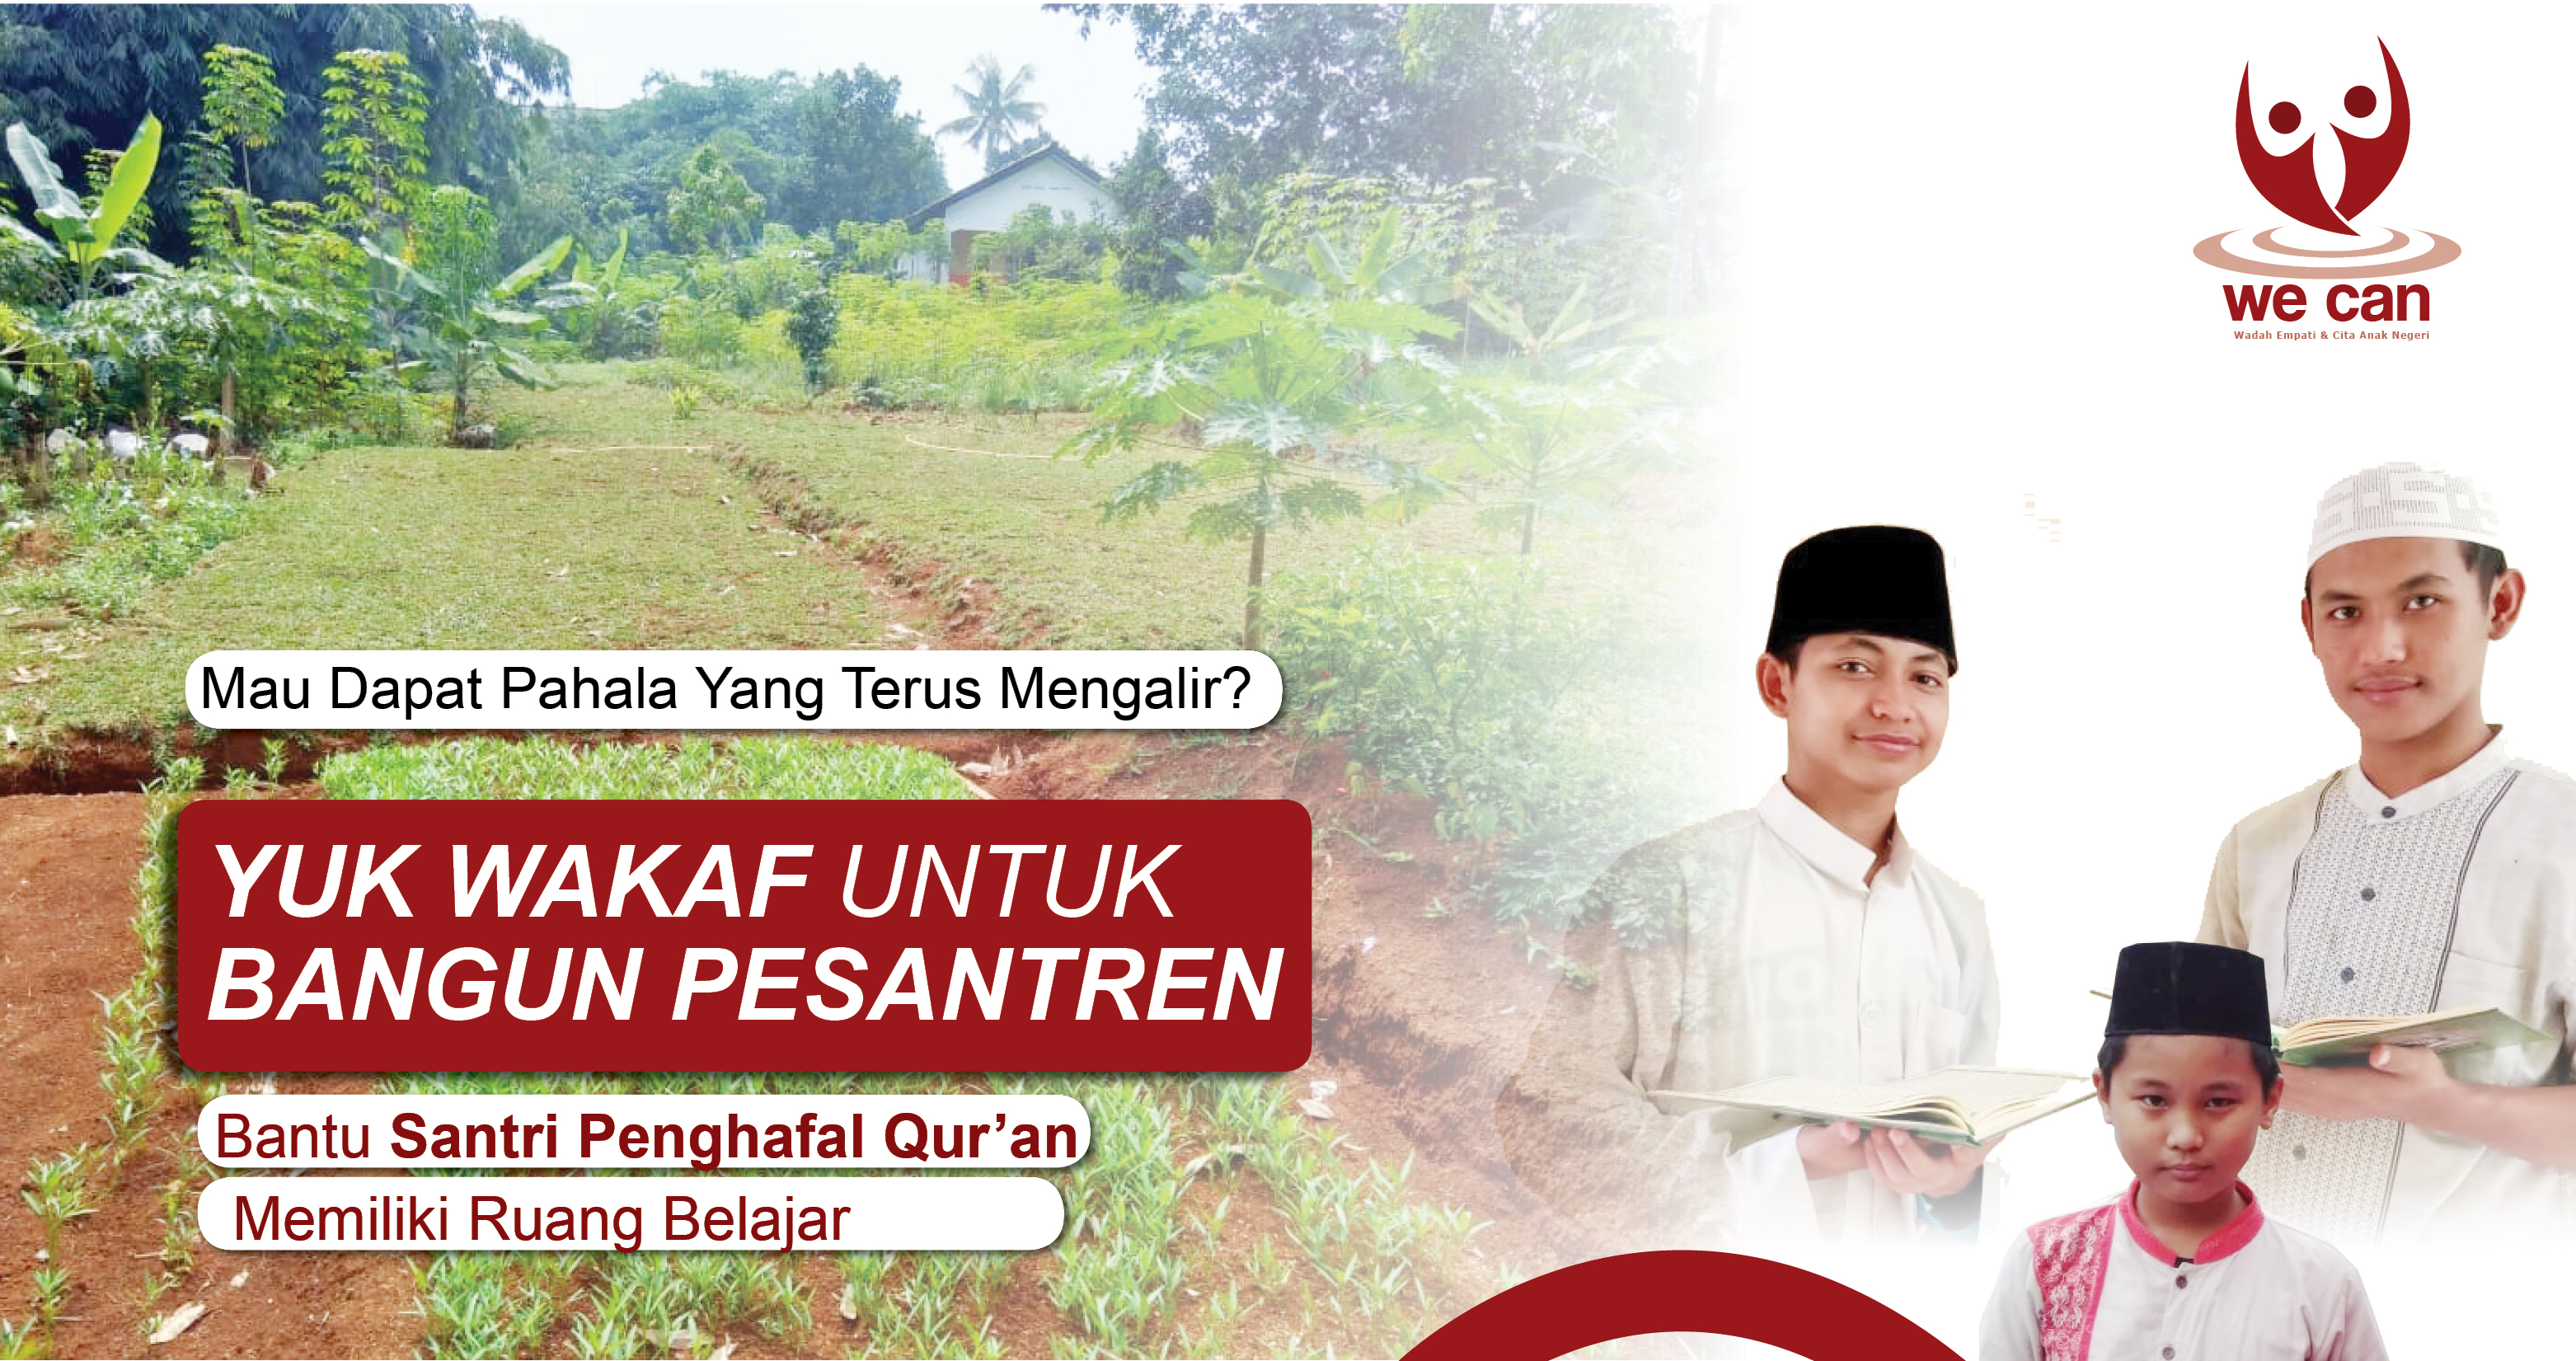 we can
Wadah Empati & Cita Anak Negeri
Mau Dapat Pahala Yang Terus Mengalir?
YUK WAKAF UNTUK
BANGUN PESANTREN
Bantu Santri Penghafal Qur’an
Memiliki Ruang Belajar